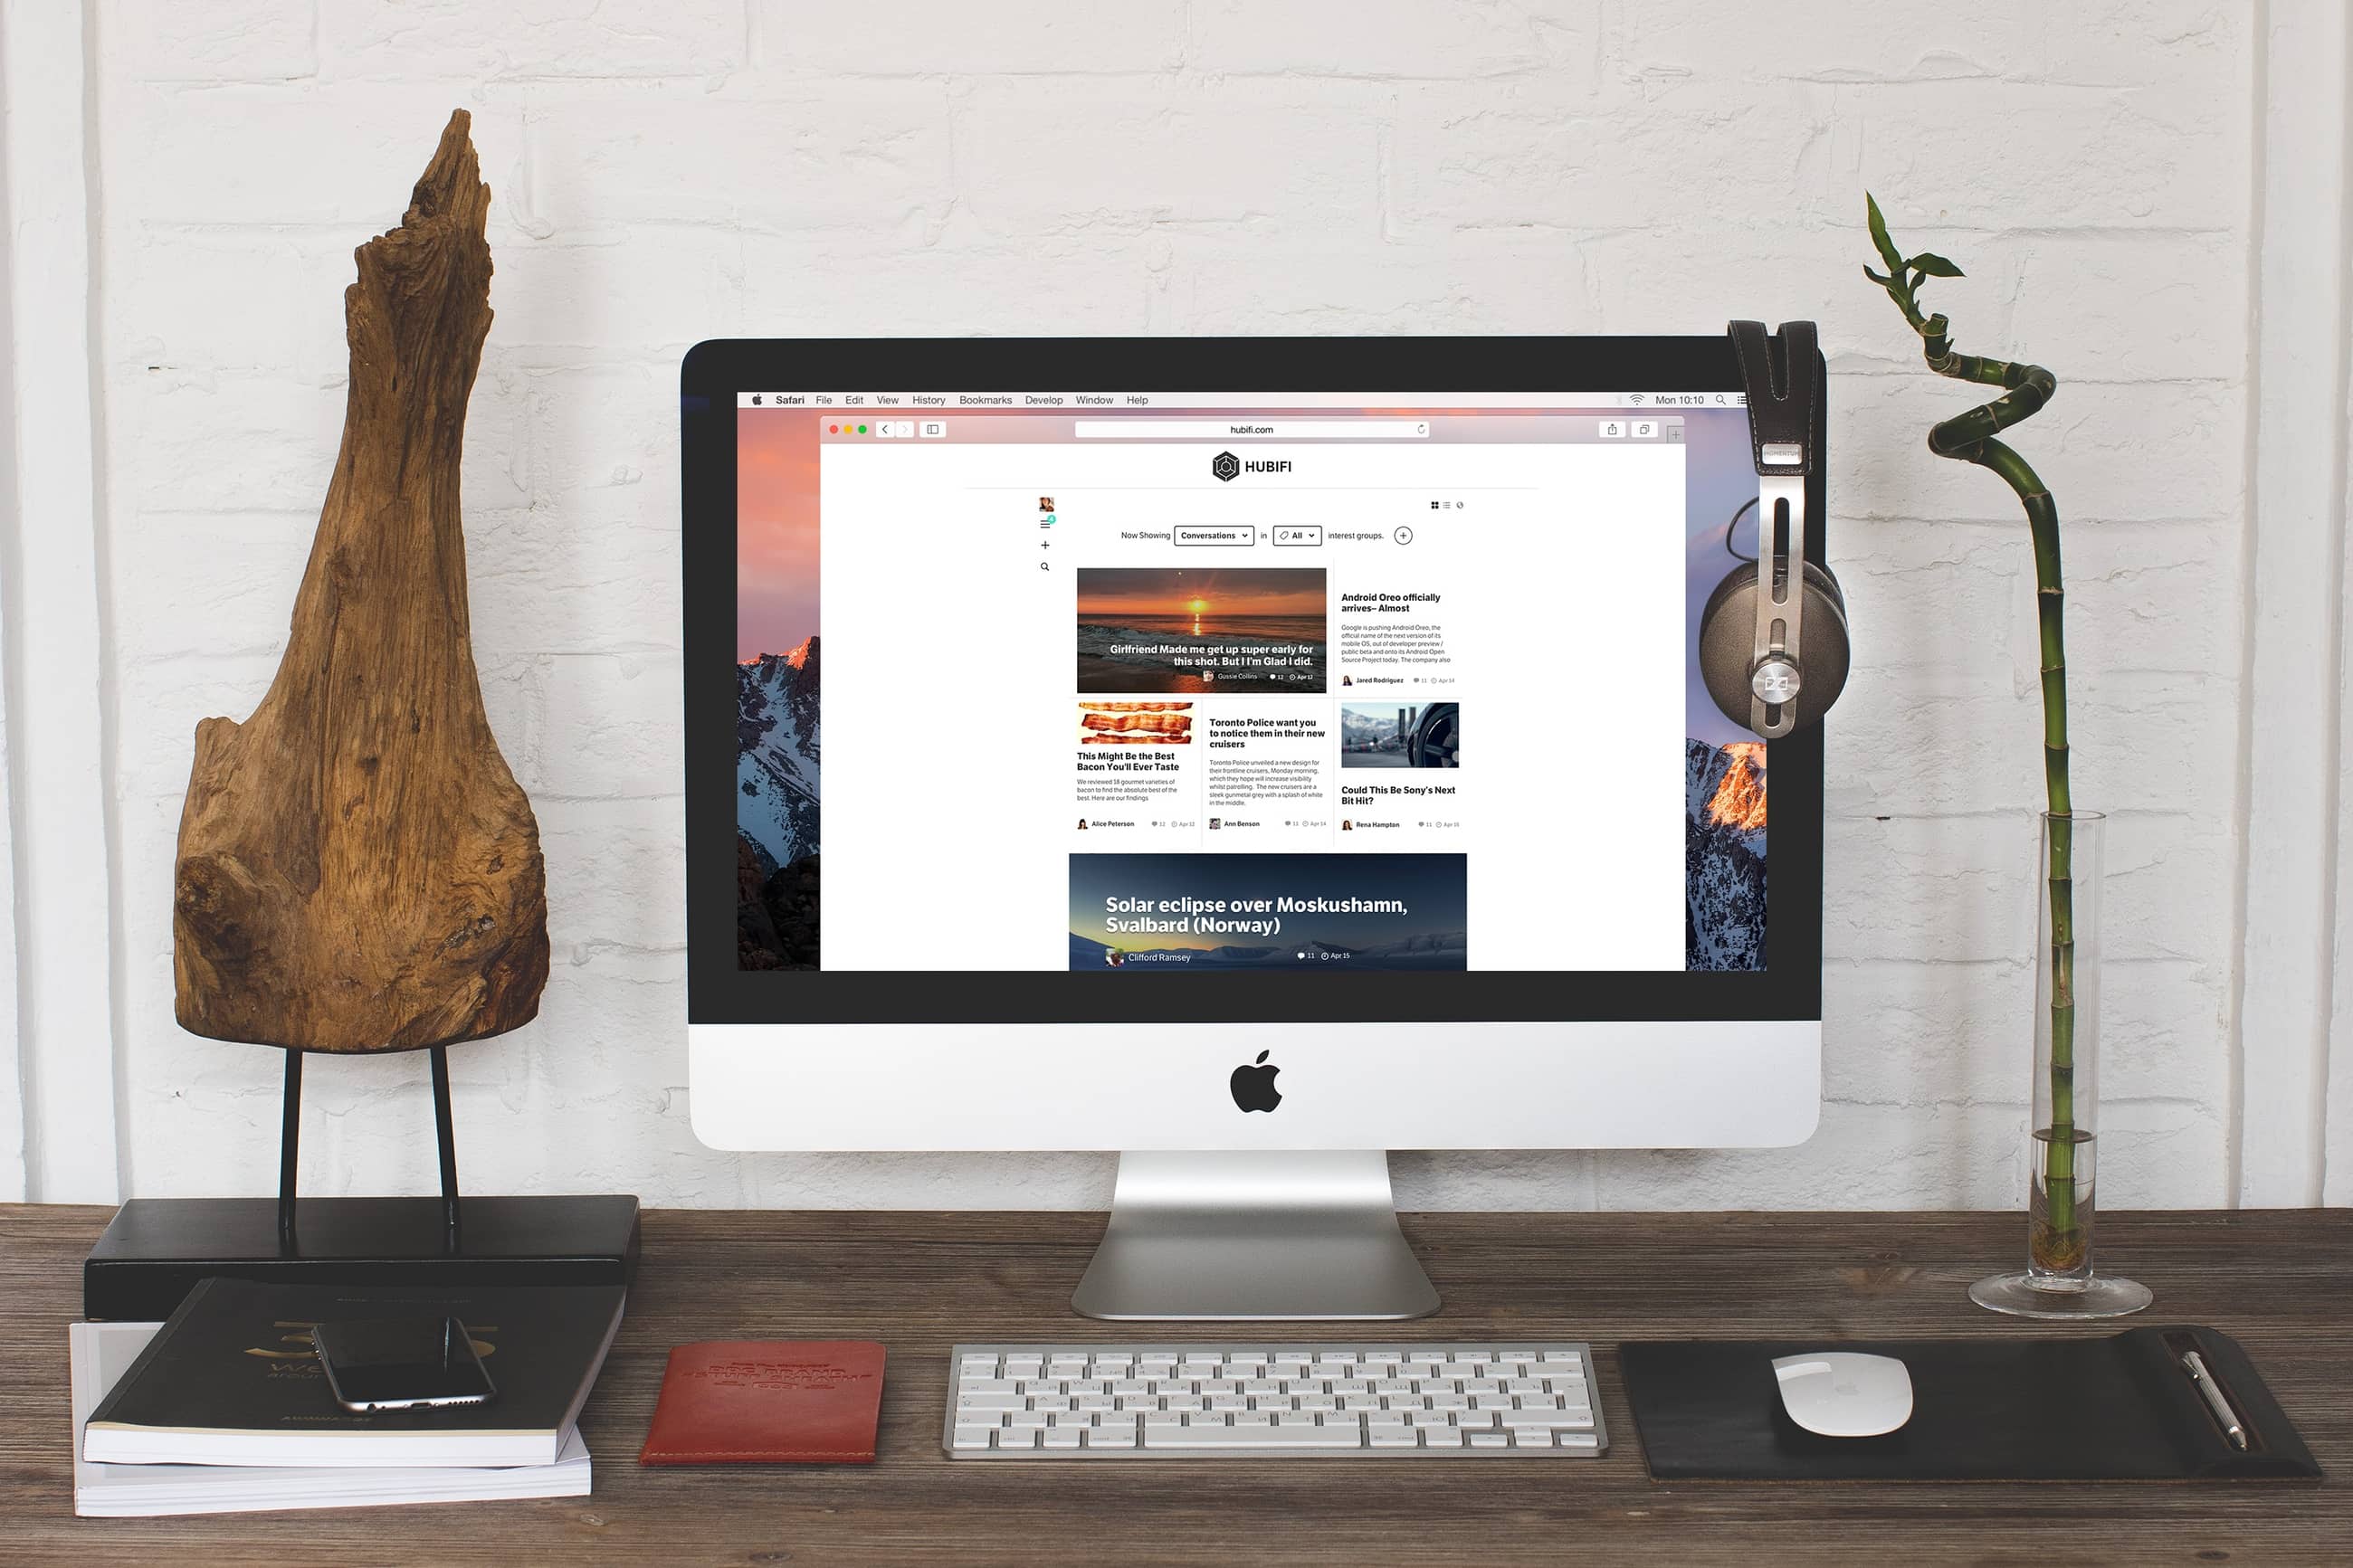 Safari File Edit View History Bookmarks Develop Window Help
Mon 10:10
hubifi.com
HUBIFI
Now Showing Conversations in All interest groups.
Girlfriend Made me get up super early for
this shot. But I I'm Glad I did.
Gussie Collins 12 Apr 12
Android Oreo officially
arrives– Almost
Google is pushing Android Oreo, the
official name of the next version of its
mobile OS, out of developer preview /
public beta and onto its Android Open
Source Project today. The company also
Jared Rodriguez 11 Apr 14
This Might Be the Best
Bacon You'll Ever Taste
We reviewed 18 gourmet varieties of
bacon to find the absolute best of the
best. Here are our findings
Alice Peterson 12 Apr 12
Toronto Police want you
to notice them in their new
cruisers
Toronto Police unveiled a new design for
their frontline cruisers, Monday morning,
which they hope will increase visibility
whilst patrolling. The new cruisers are a
sleek gunmetal grey with a splash of white
in the middle.
Ann Benson 11 Apr 14
Could This Be Sony's Next
Bit Hit?
Rena Hampton 11 Apr 15
Solar eclipse over Moskushamn,
Svalbard (Norway)
Clifford Ramsey 11 Apr 15
MOMENTUM